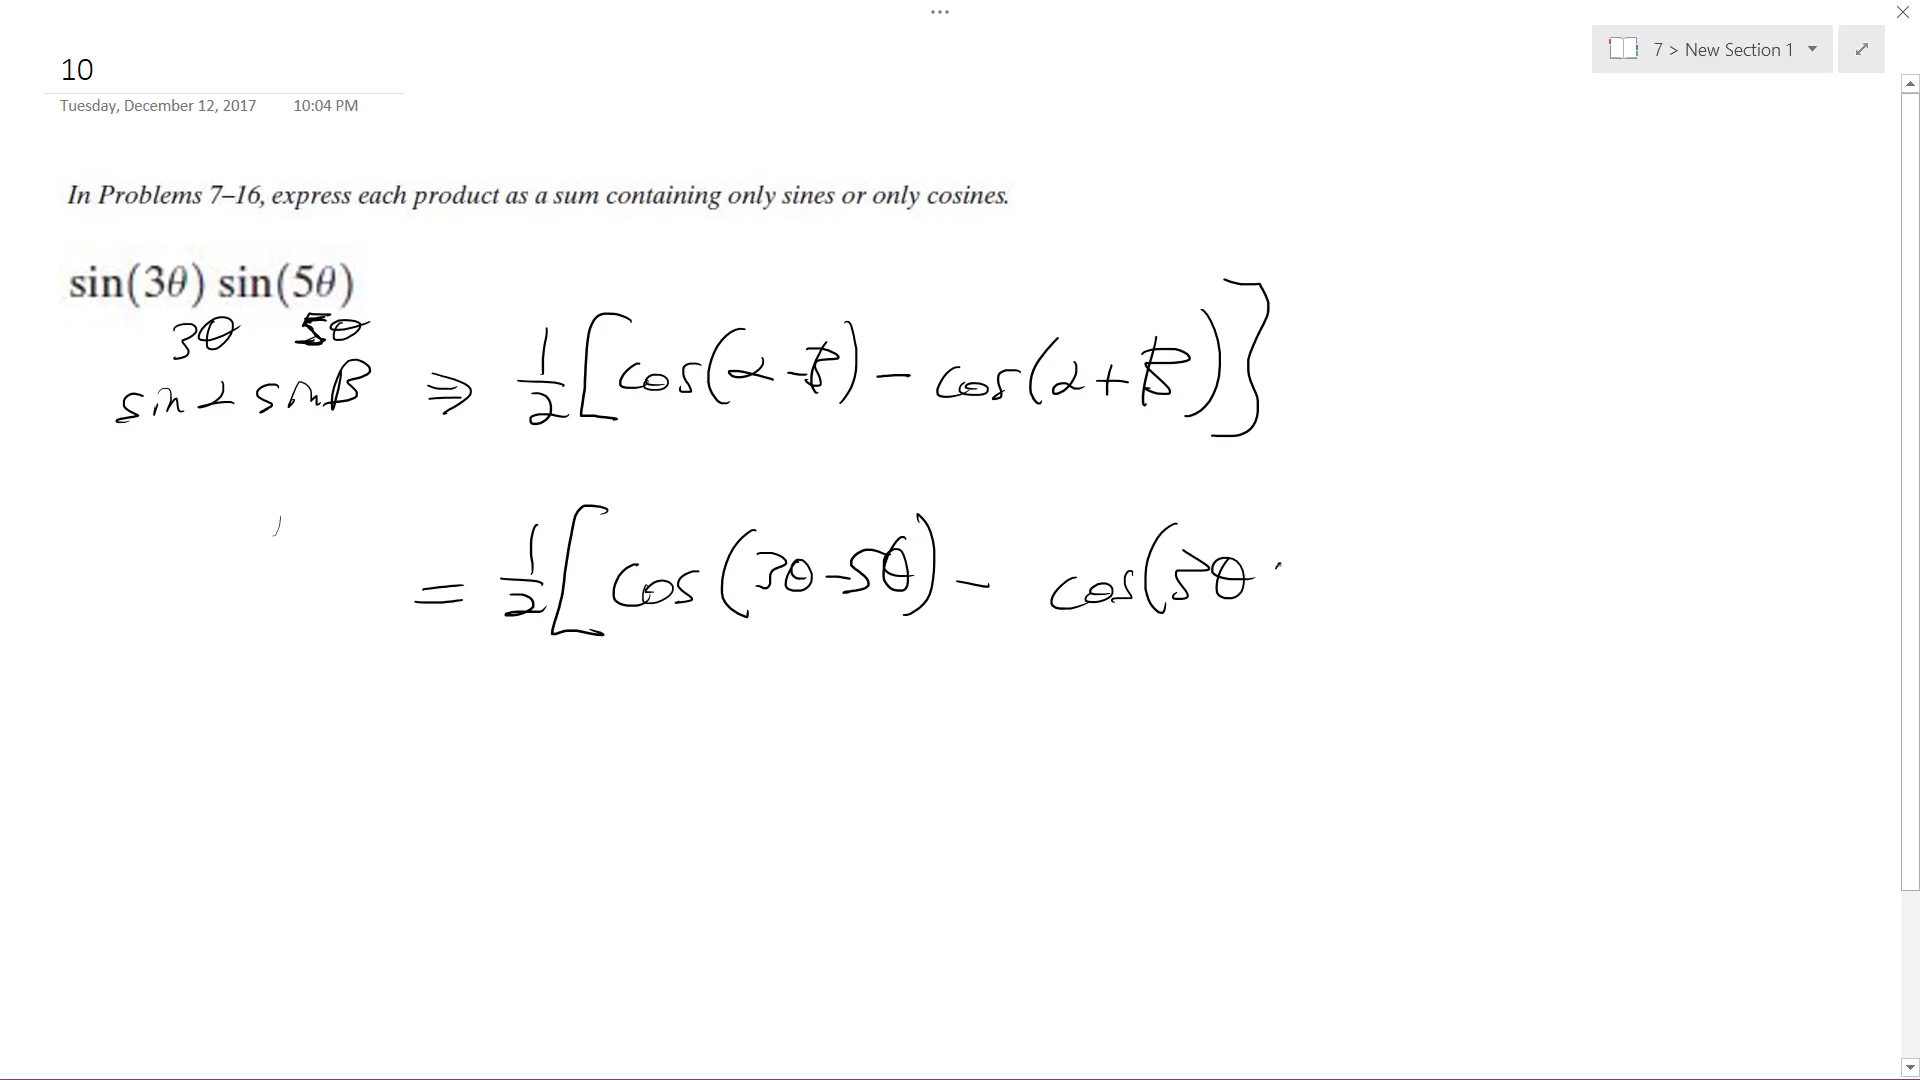 7 > New Section 1
10
Tuesday, December 12, 2017 10:04 PM
In Problems 7–16, express each product as a sum containing only sines or only cosines.
sin(3θ) sin(5θ)
3θ 5θ
sin α sin β ⇒ 1/2 [cos(α - β) - cos(α + β)]
= 1/2 [cos(3θ - 5θ) - cos(3θ